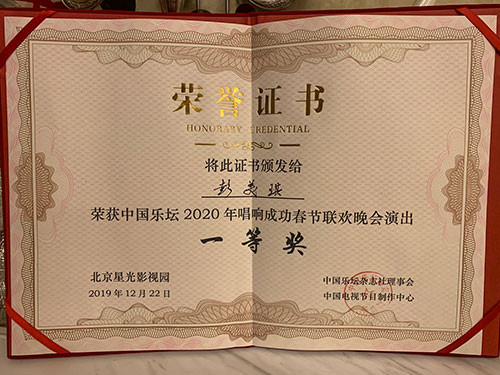 荣誉证书
HONORARY CREDENTIAL
将此证书颁发给
彭美琪
荣获中国乐坛2020年唱响成功春节联欢晚会演出
一等奖
北京星光影视园
2019年12月22日
中国乐坛杂志社理事会
中国电视节目制作中心